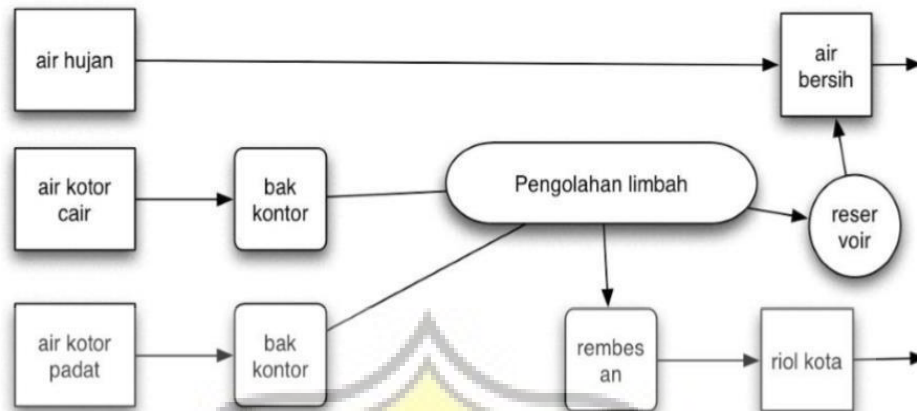 air hujan
air
bersih
air kotor
cair
bak
kontor
Pengolahan limbah
reser
voir
air kotor
padat
bak
kontor
rembes
an
riol kota